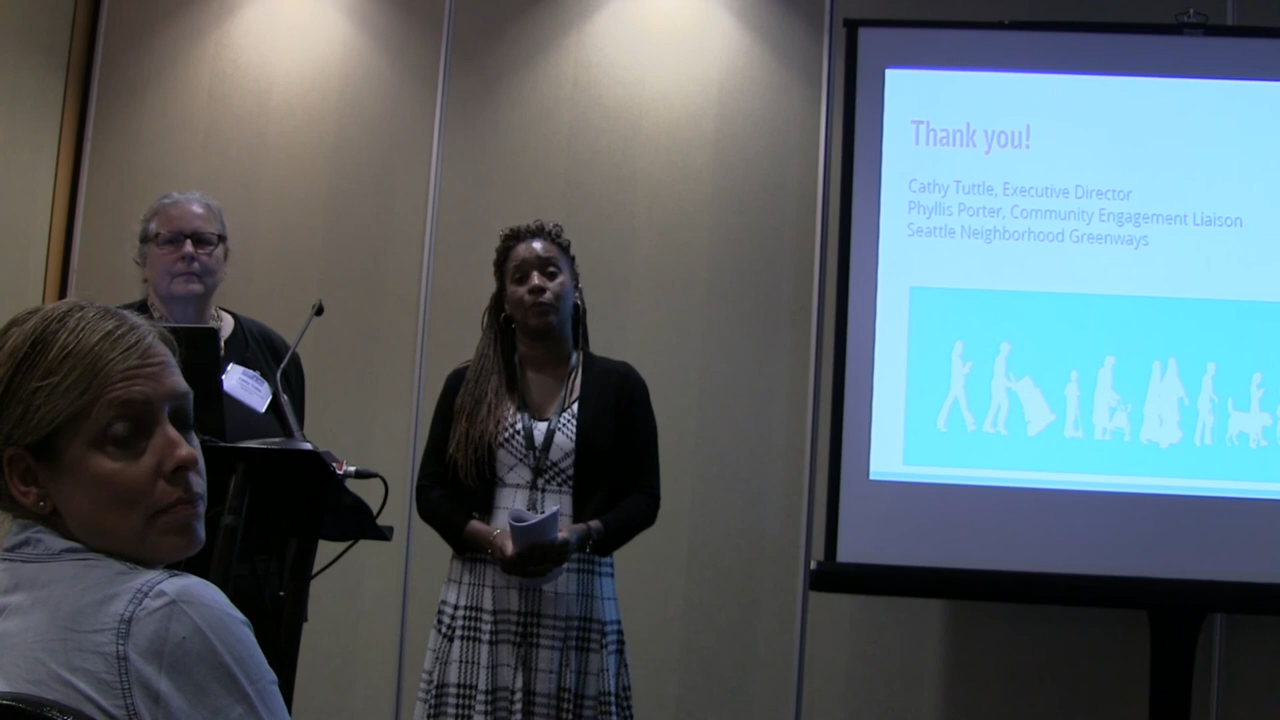 Thank you!
Cathy Tuttle, Executive Director
Phyllis Porter, Community Engagement Liaison
Seattle Neighborhood Greenways